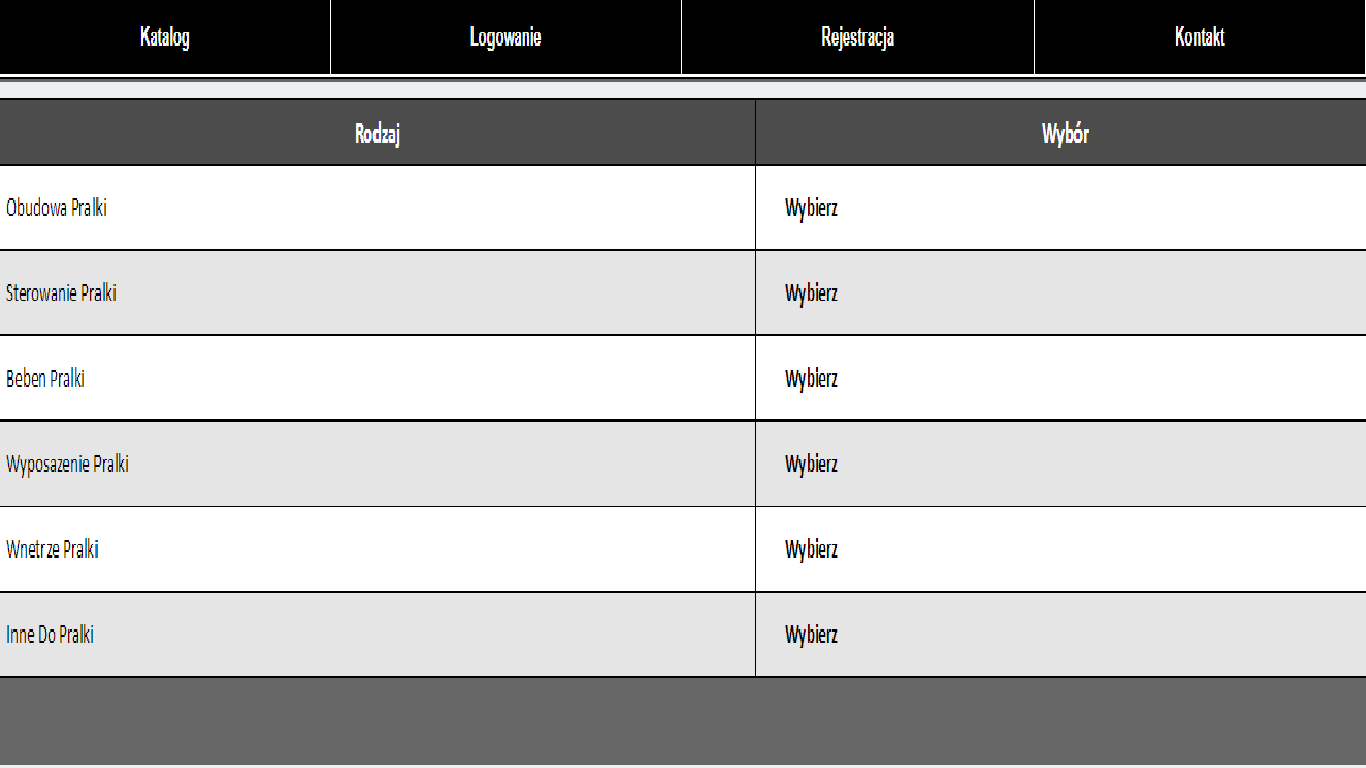 Katalog Logowanie Rejestracja Kontakt
Rodzaj Wybór
Obudowa Pralki Wybierz
Sterowanie Pralki Wybierz
Beben Pralki Wybierz
Wyposazenie Pralki Wybierz
Wnetrze Pralki Wybierz
Inne Do Pralki Wybierz